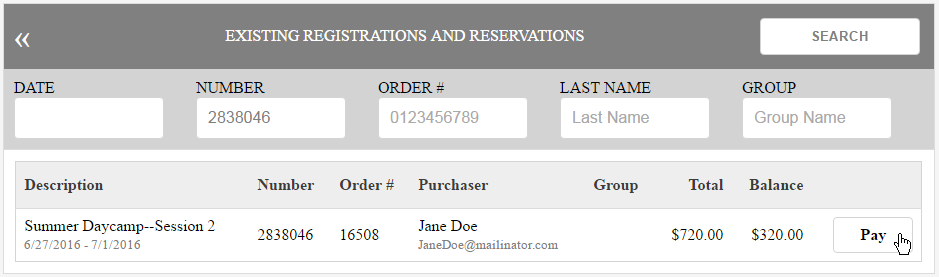 « EXISTING REGISTRATIONS AND RESERVATIONS SEARCH
DATE NUMBER ORDER # LAST NAME GROUP
2838046 0123456789 Last Name Group Name
Description Number Order # Purchaser Group Total Balance
Summer Daycamp--Session 2 2838046 16508 Jane Doe $720.00 $320.00 Pay
6/27/2016 - 7/1/2016 JaneDoe@mailinator.com